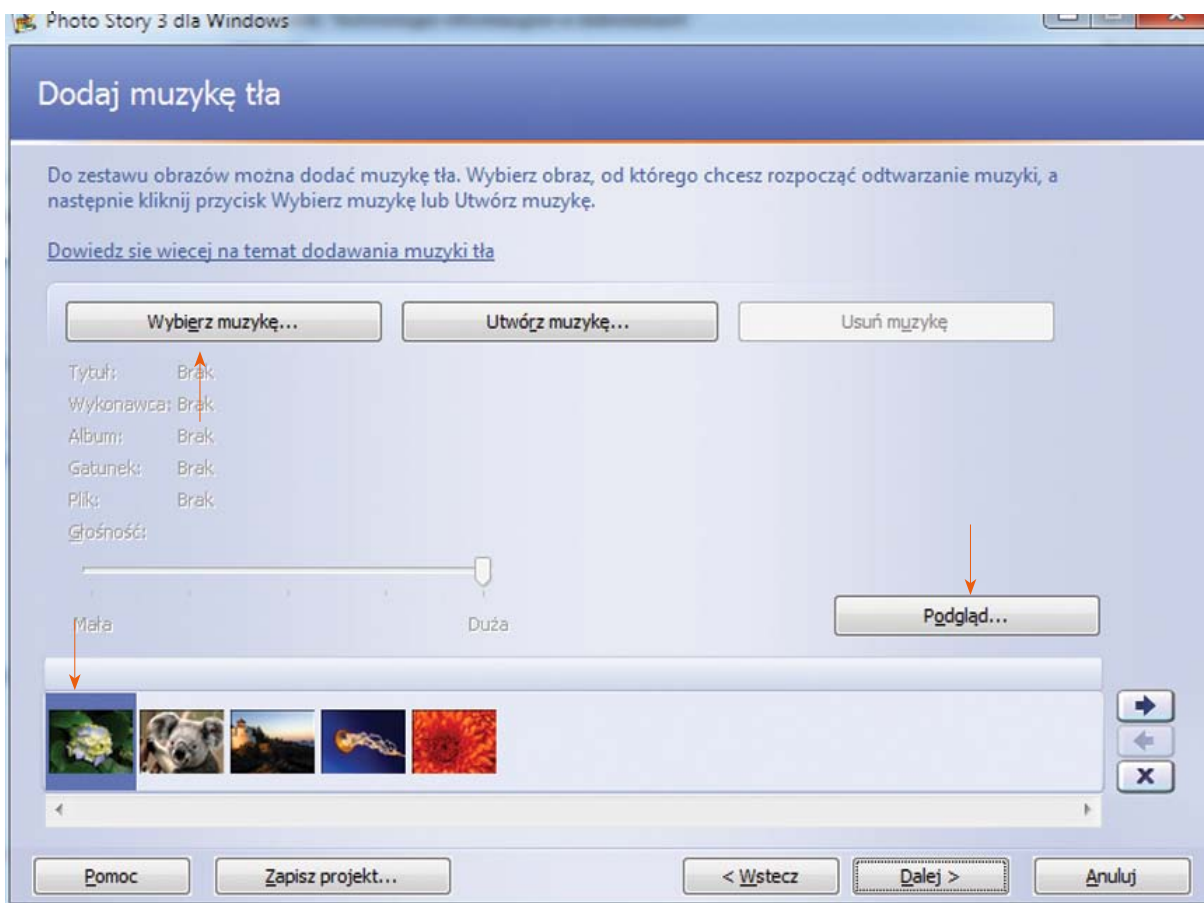 Photo Story 3 dla Windows
Dodaj muzykę tła
Do zestawu obrazów można dodać muzykę tła. Wybierz obraz, od którego chcesz rozpocząć odtwarzanie muzyki, a
następnie kliknij przycisk Wybierz muzykę lub Utwórz muzykę.
Dowiedz sie wiecej na temat dodawania muzyki tła
Wybierz muzykę... Utwórz muzykę... Usuń muzykę
Tytuł: Brak
Wykonawca: Brak
Album: Brak
Gatunek: Brak
Plik: Brak
Głośność:
Mała Duża
Podgląd...
Pomoc Zapisz projekt... < Wstecz Dalej > Anuluj